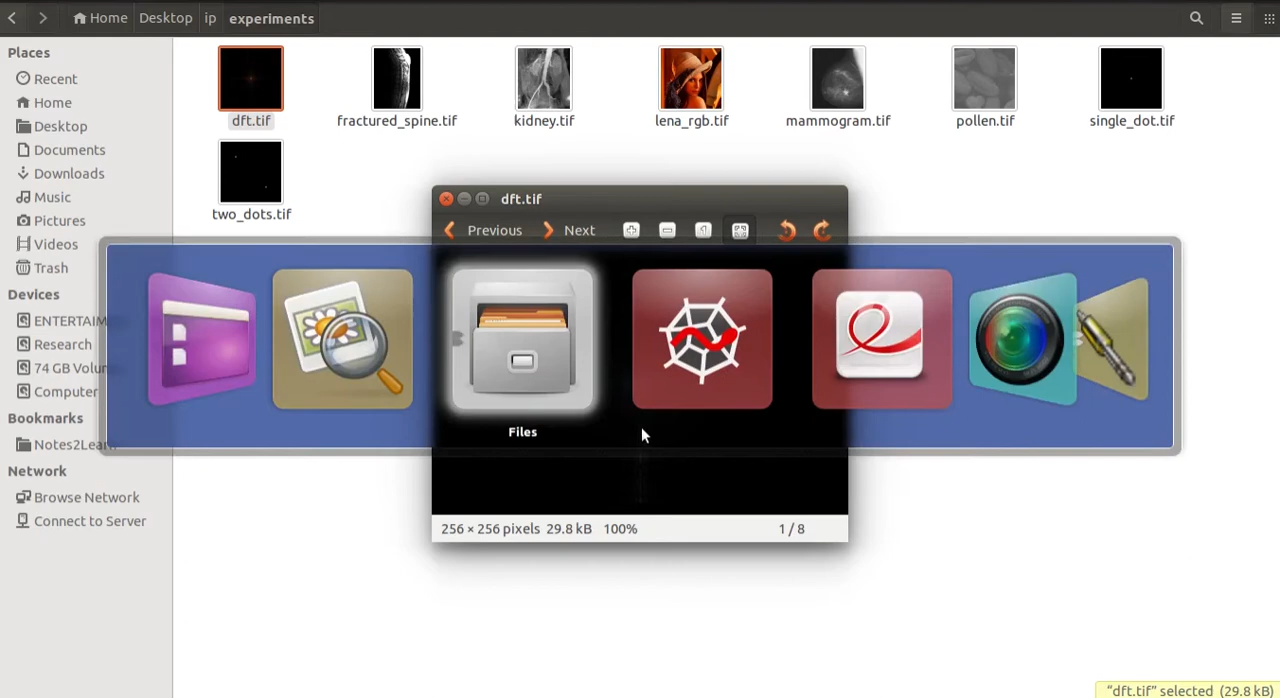 Home Desktop ip experiments
Places
Recent
Home
Desktop
Documents
Downloads
Music
Pictures
Videos
Trash
Devices
ENTERTAIM
Research
74 GB Volu
Computer
Bookmarks
Notes2Lear
Network
Browse Network
Connect to Server
dft.tif fractured_spine.tif kidney.tif lena_rgb.tif mammogram.tif pollen.tif single_dot.tif
two_dots.tif
dft.tif
Previous Next
Files
256 × 256 pixels 29.8 kB 100% 1 / 8
“dft.tif” selected (29.8 kB)